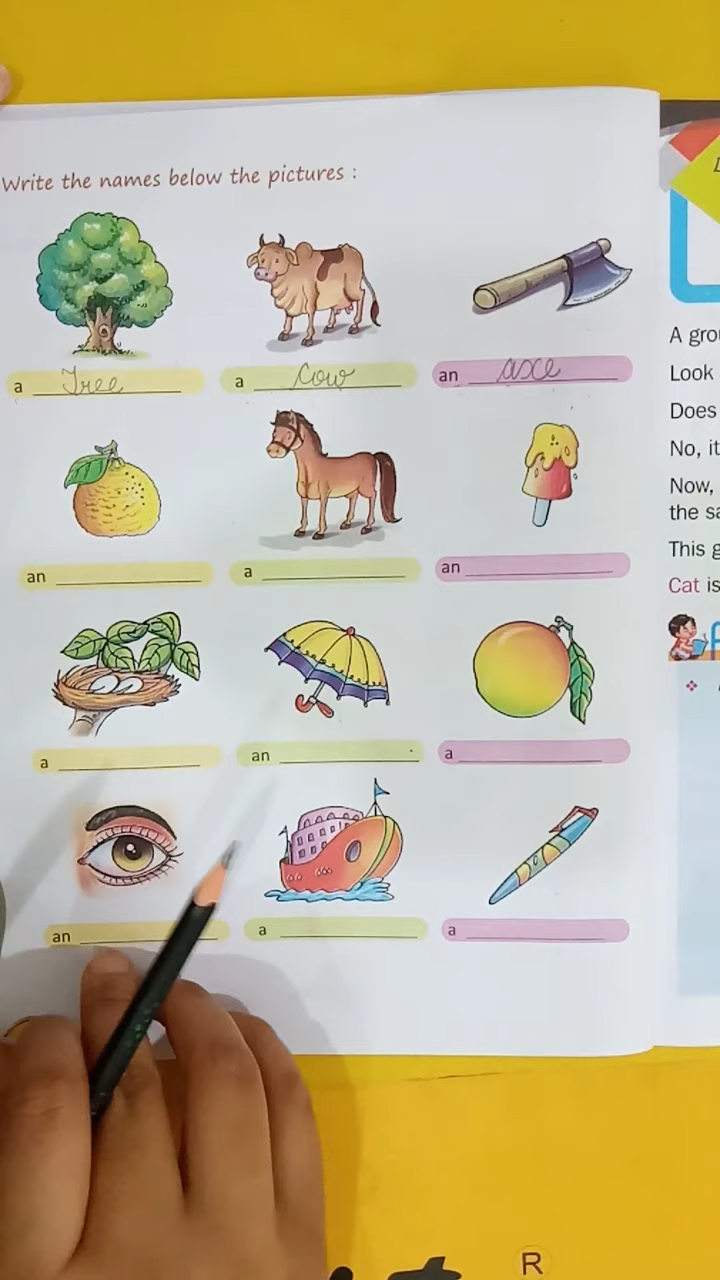 Write the names below the pictures :
a Tree
a Cow
an axe
an
a
an
a
an
a
an
a
a
A grou
Look
Does
No, it
Now,
the sa
This g
Cat is
R